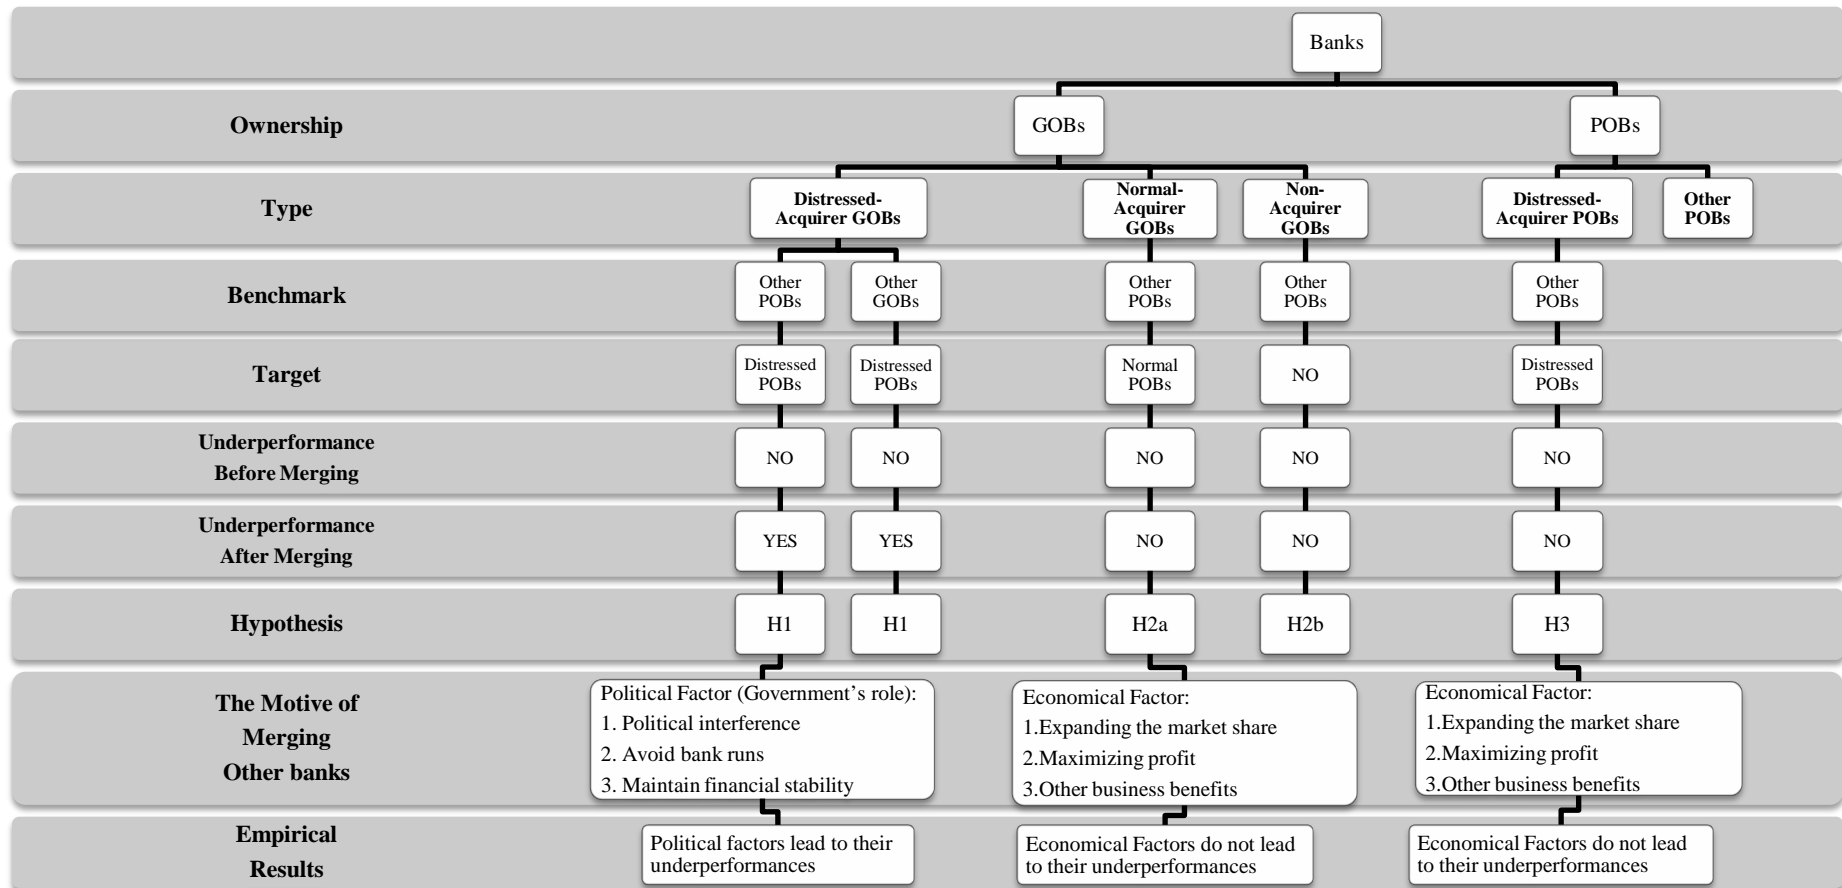 Banks
Ownership
GOBs
POBs
Type
Distressed-
Acquirer GOBs
Normal-
Acquirer
GOBs
Non-
Acquirer
GOBs
Distressed-
Acquirer POBs
Other
POBs
Benchmark
Other
POBs
Other
GOBs
Other
POBs
Other
POBs
Other
POBs
Target
Distressed
POBs
Distressed
POBs
Normal
POBs
NO
Distressed
POBs
Underperformance
Before Merging
NO
NO
NO
NO
NO
Underperformance
After Merging
YES
YES
NO
NO
NO
Hypothesis
H1
H1
H2a
H2b
H3
The Motive of
Merging
Other banks
Political Factor (Government’s role):
1. Political interference
2. Avoid bank runs
3. Maintain financial stability
Economical Factor:
1.Expanding the market share
2.Maximizing profit
3.Other business benefits
Economical Factor:
1.Expanding the market share
2.Maximizing profit
3.Other business benefits
Empirical
Results
Political factors lead to their
underperformances
Economical Factors do not lead
to their underperformances
Economical Factors do not lead
to their underperformances